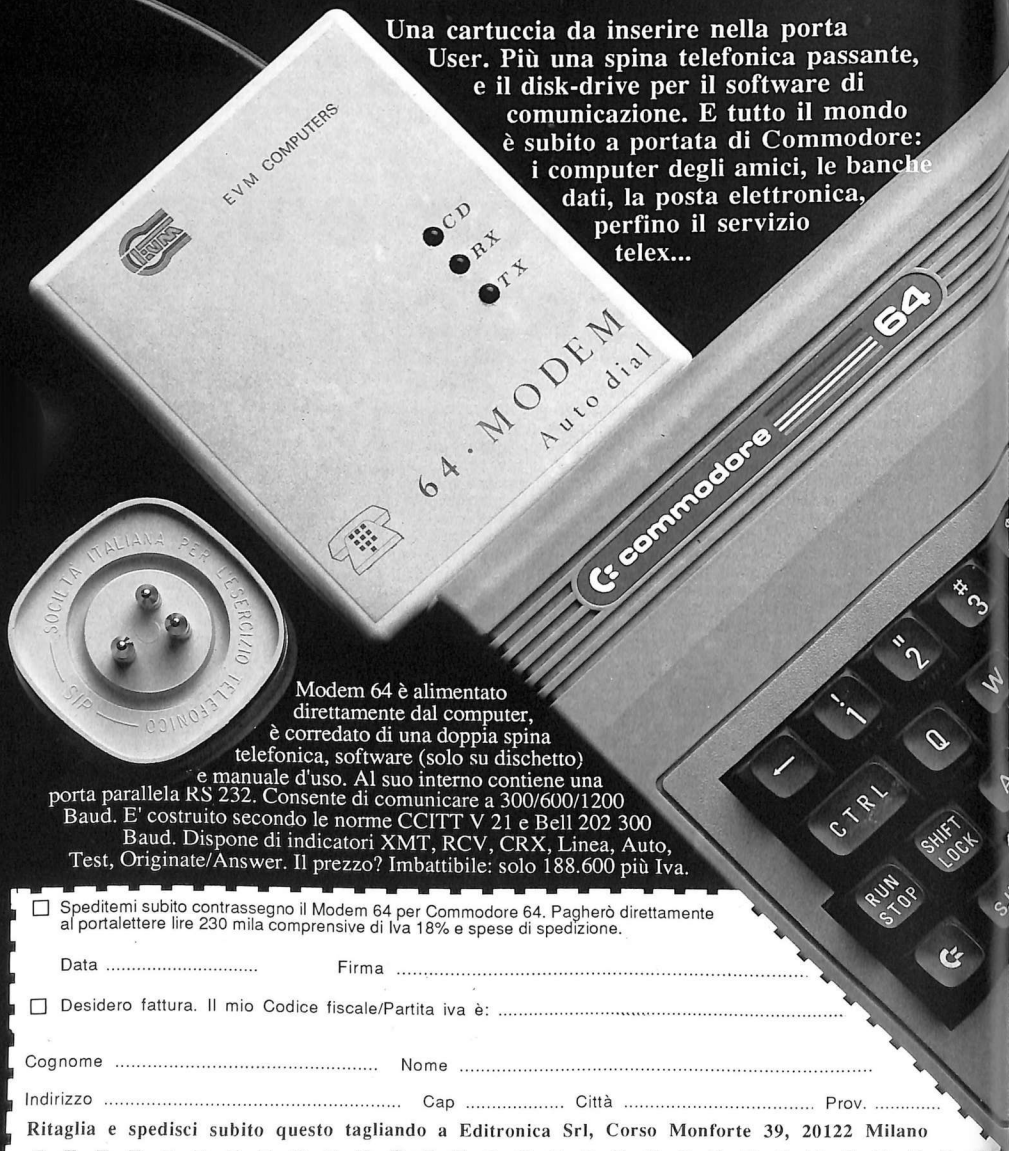 Una cartuccia da inserire nella porta
User. Più una spina telefonica passante,
e il disk-drive per il software di
comunicazione. E tutto il mondo
è subito a portata di Commodore:
i computer degli amici, le banche
dati, la posta elettronica,
perfino il servizio
telex...
EVM COMPUTERS
EVM
CD
RX
TX
64. MODEM
Auto dial
commodore 64
SOCIETÀ ITALIANA PER L'ESERCIZIO TELEFONICO
SIP
←
!
1
"
2
#
3
CTRL
Q
W
RUN
STOP
SHIFT
LOCK
A
Modem 64 è alimentato
direttamente dal computer,
è corredato di una doppia spina
telefonica, software (solo su dischetto)
e manuale d'uso. Al suo interno contiene una
porta parallela RS 232. Consente di comunicare a 300/600/1200
Baud. E' costruito secondo le norme CCITT V 21 e Bell 202 300
Baud. Dispone di indicatori XMT, RCV, CRX, Linea, Auto,
Test, Originate/Answer. Il prezzo? Imbattibile: solo 188.600 più Iva.
Speditemi subito contrassegno il Modem 64 per Commodore 64. Pagherò direttamente
al portalettere lire 230 mila comprensive di Iva 18% e spese di spedizione.
Data ............................ Firma ................................................................
Desidero fattura. Il mio Codice fiscale/Partita iva è: ................................................................
Cognome ................................................ Nome ................................................................
Indirizzo ...................................................... Cap .................. Città .................................. Prov. ............
Ritaglia e spedisci subito questo tagliando a Editronica Srl, Corso Monforte 39, 20122 Milano